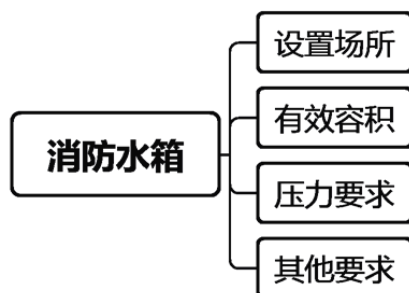 消防水箱
设置场所
有效容积
压力要求
其他要求